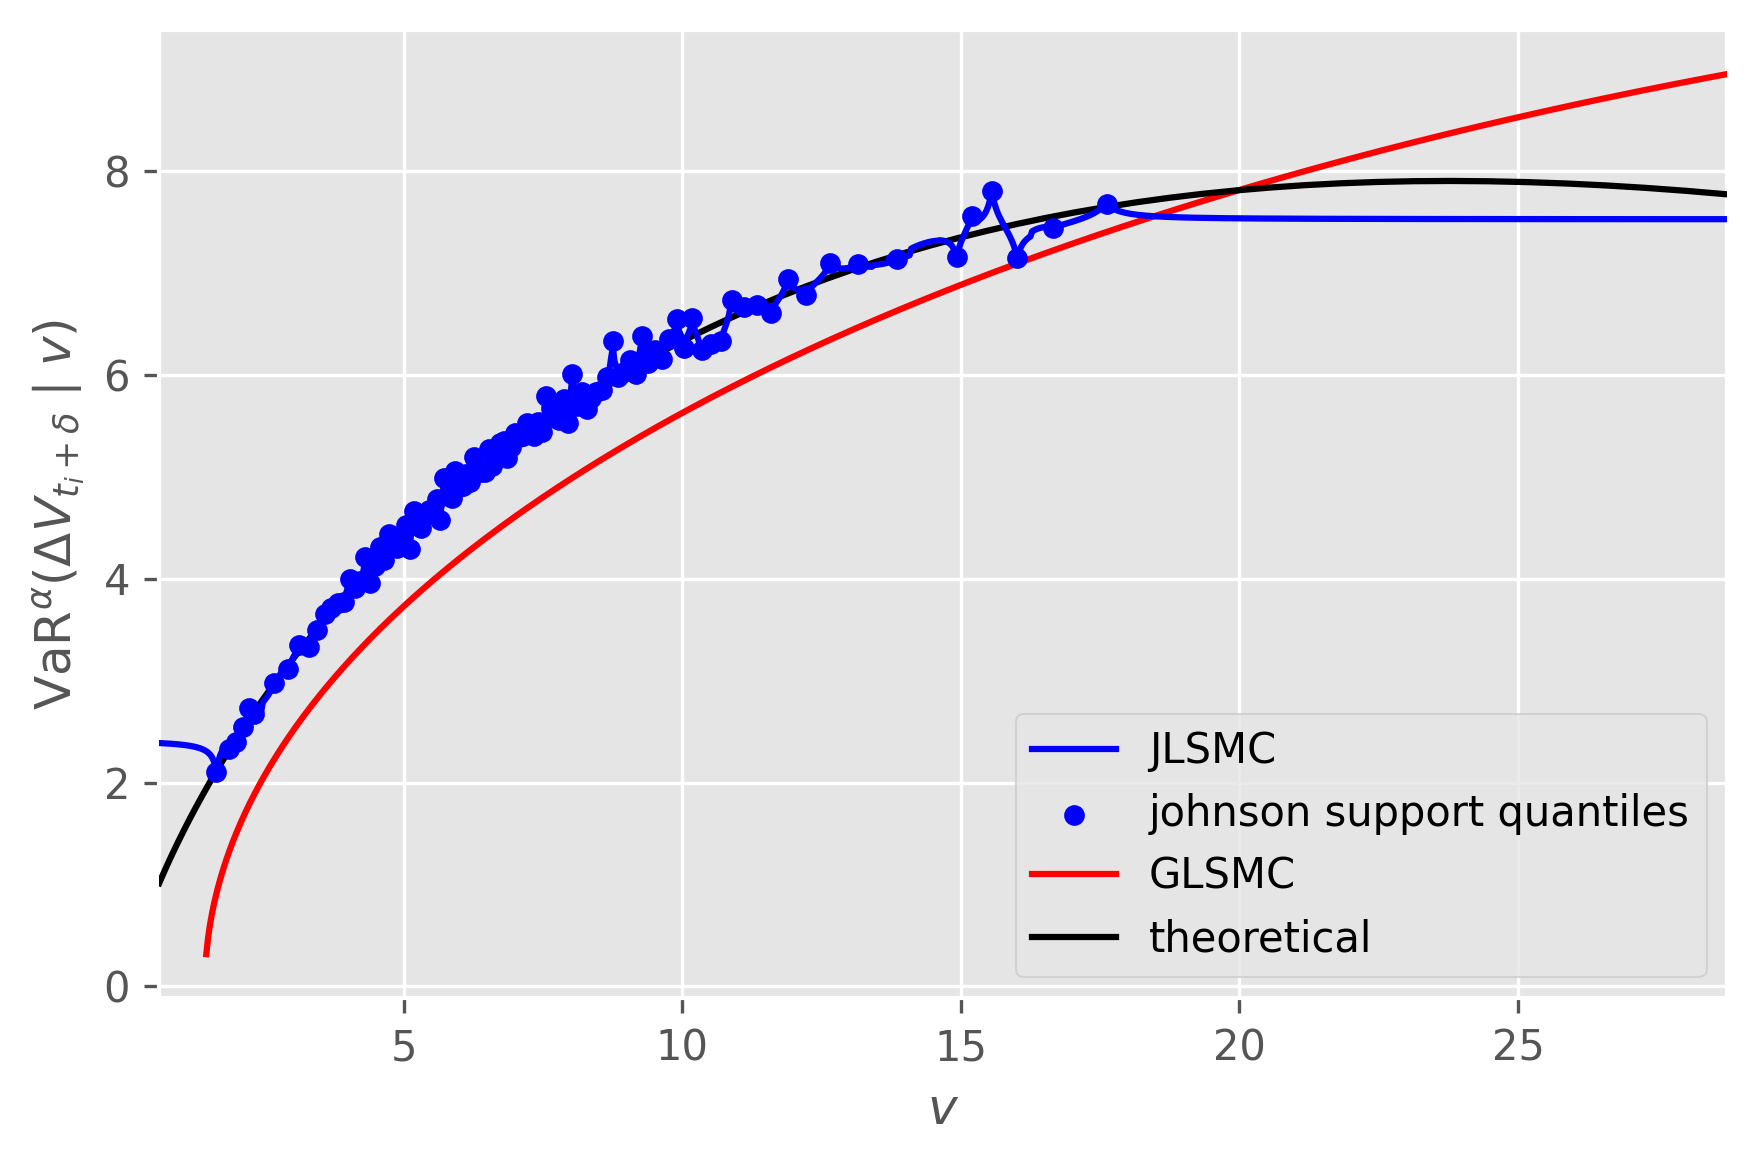 VaR^α(ΔV_{t_i+δ} | v)
8
6
4
2
0
5 10 15 20 25
v
JLSMC
johnson support quantiles
GLSMC
theoretical